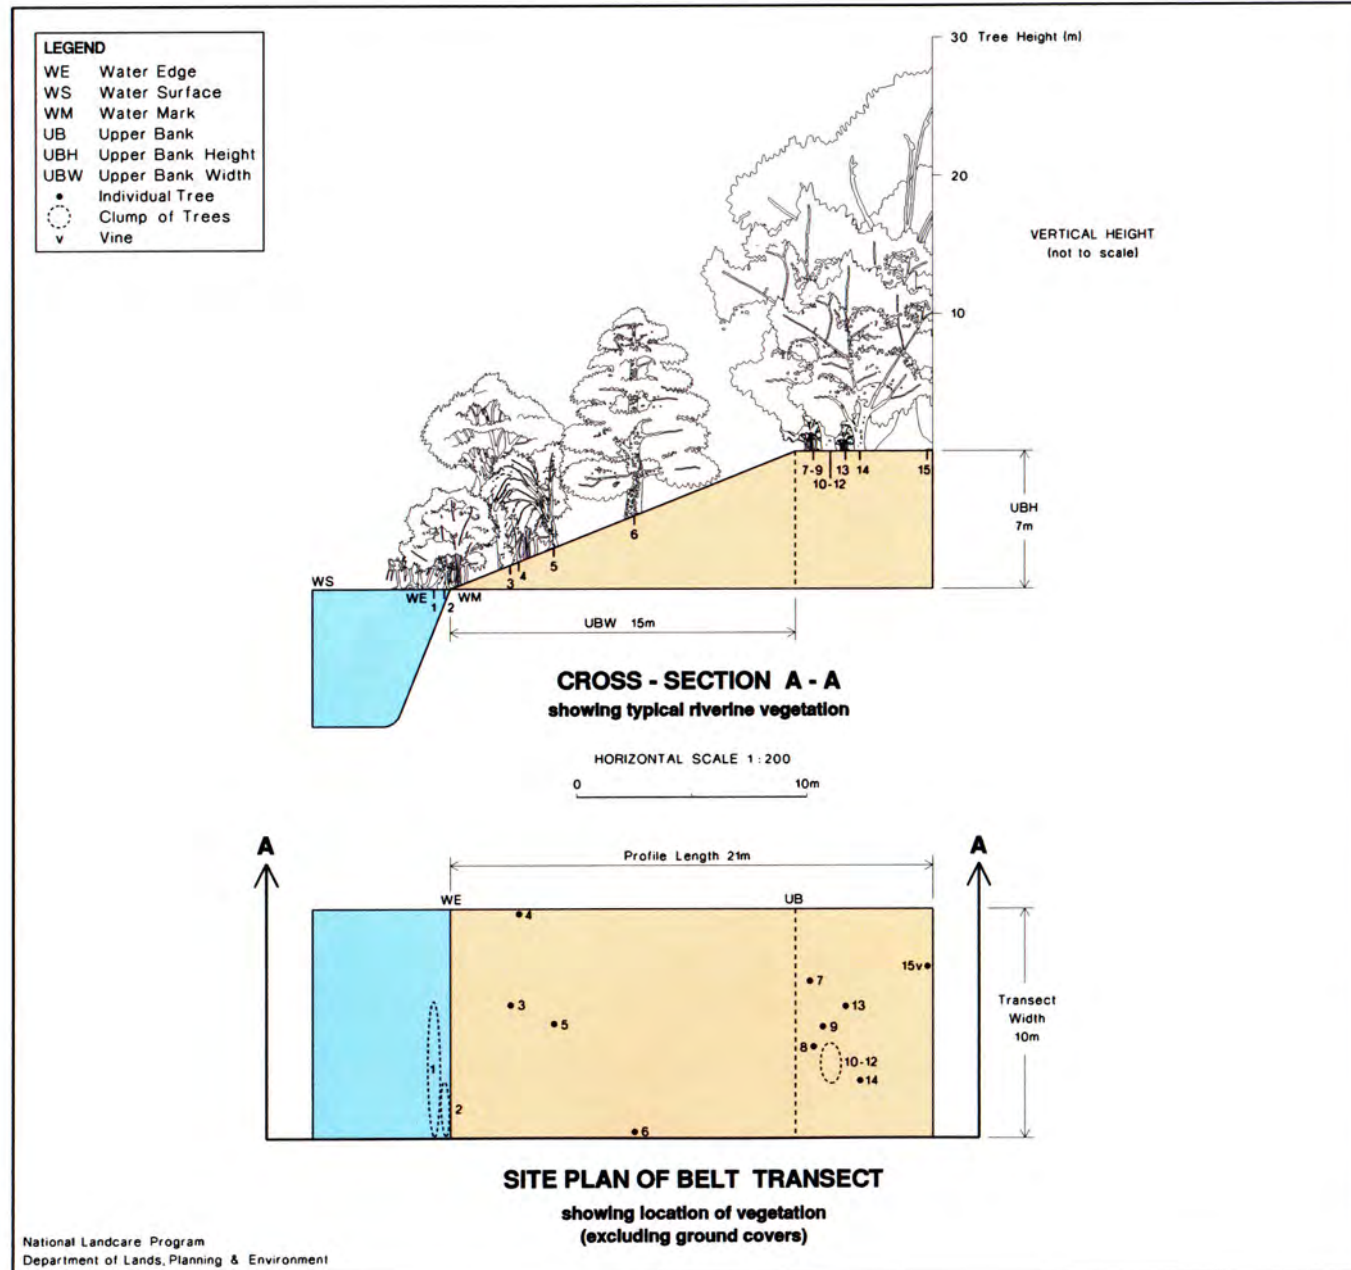 LEGEND
WE Water Edge
WS Water Surface
WM Water Mark
UB Upper Bank
UBH Upper Bank Height
UBW Upper Bank Width
Individual Tree
Clump of Trees
v Vine
30 Tree Height (m)
20
VERTICAL HEIGHT
(not to scale)
10
7-9 13 14 15
10-12
UBH
7m
6
5
4
3
WS
WE WM
1 2
UBW 15m
CROSS - SECTION A - A
showing typical riverine vegetation
HORIZONTAL SCALE 1 : 200
0 10m
A A
Profile Length 21m
WE UB
4
15v
7
3 13
5 9
8
10-12
1
14
2
6
Transect
Width
10m
SITE PLAN OF BELT TRANSECT
showing location of vegetation
(excluding ground covers)
National Landcare Program
Department of Lands, Planning & Environment